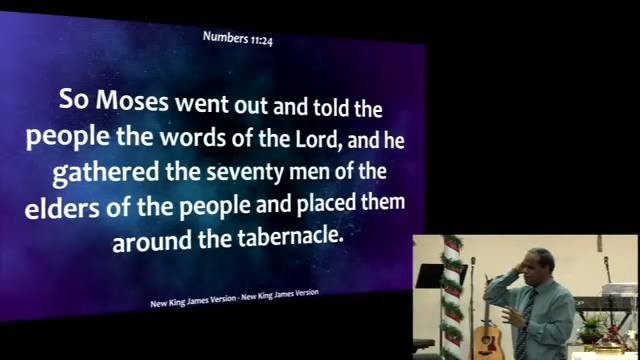 Numbers 11:24
So Moses went out and told the
people the words of the Lord, and he
gathered the seventy men of the
elders of the people and placed them
around the tabernacle.
New King James Version - New King James Version